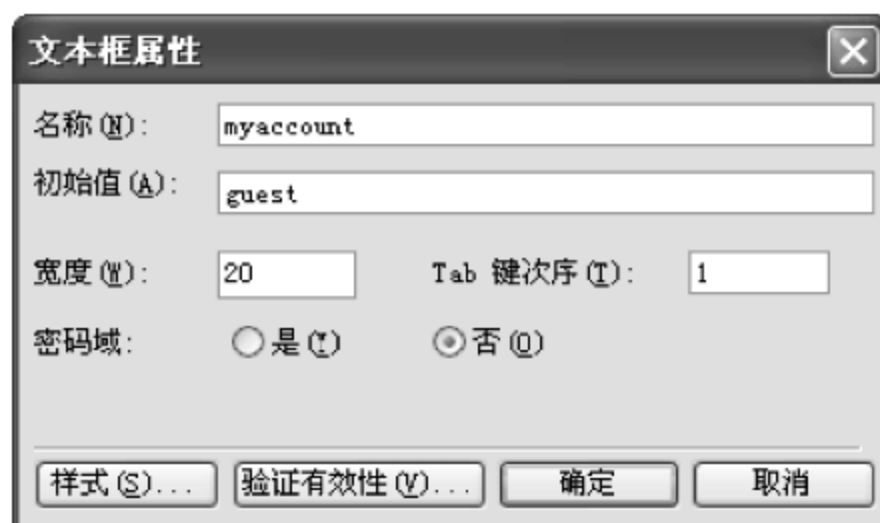 文本框属性
名称(N):
myaccount
初始值(A):
guest
宽度(W):
20
Tab 键次序(T):
1
密码域:
是(Y)
否(O)
样式(S)...
验证有效性(V)...
确定
取消